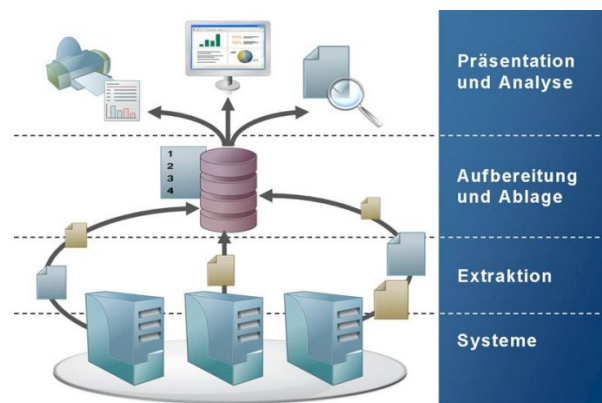 Präsentation
und Analyse
1
2
3
4
Aufbereitung
und Ablage
Extraktion
Systeme